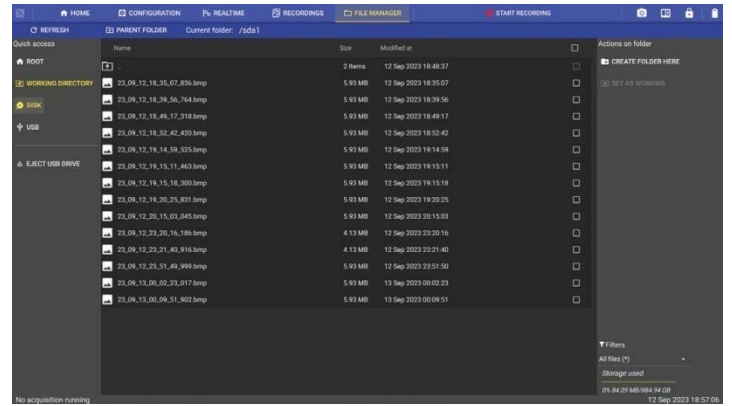 HOME CONFIGURATION REALTIME RECORDINGS FILE MANAGER START RECORDING
REFRESH PARENT FOLDER Current folder: /sda1
Quick access
ROOT
WORKING DIRECTORY
DISK
USB
EJECT USB DRIVE
Name Size Modified at
.. 2 Items 12 Sep 2023 18:48:37
23_09_12_18_35_07_836.bmp 5.93 MB 12 Sep 2023 18:35:07
23_09_12_18_39_56_764.bmp 5.93 MB 12 Sep 2023 18:39:56
23_09_12_18_49_17_318.bmp 5.93 MB 12 Sep 2023 18:49:17
23_09_12_18_52_42_420.bmp 5.93 MB 12 Sep 2023 18:52:42
23_09_12_19_14_59_525.bmp 5.93 MB 12 Sep 2023 19:14:59
23_09_12_19_15_11_463.bmp 5.93 MB 12 Sep 2023 19:15:11
23_09_12_19_15_18_300.bmp 5.93 MB 12 Sep 2023 19:15:18
23_09_12_19_20_25_831.bmp 5.93 MB 12 Sep 2023 19:20:25
23_09_12_20_15_03_045.bmp 5.93 MB 12 Sep 2023 20:15:03
23_09_12_23_20_16_186.bmp 4.13 MB 12 Sep 2023 23:20:16
23_09_12_23_21_40_916.bmp 4.13 MB 12 Sep 2023 23:21:40
23_09_12_23_51_49_999.bmp 5.93 MB 12 Sep 2023 23:51:50
23_09_13_00_02_23_017.bmp 5.93 MB 13 Sep 2023 00:02:23
23_09_13_00_09_51_902.bmp 5.93 MB 13 Sep 2023 00:09:51
Actions on folder
CREATE FOLDER HERE
SET AS WORKING
Filters
All files (*)
Storage used
0% 84.09 MB/884.94 GB
No acquisition running 12 Sep 2023 18:57:06